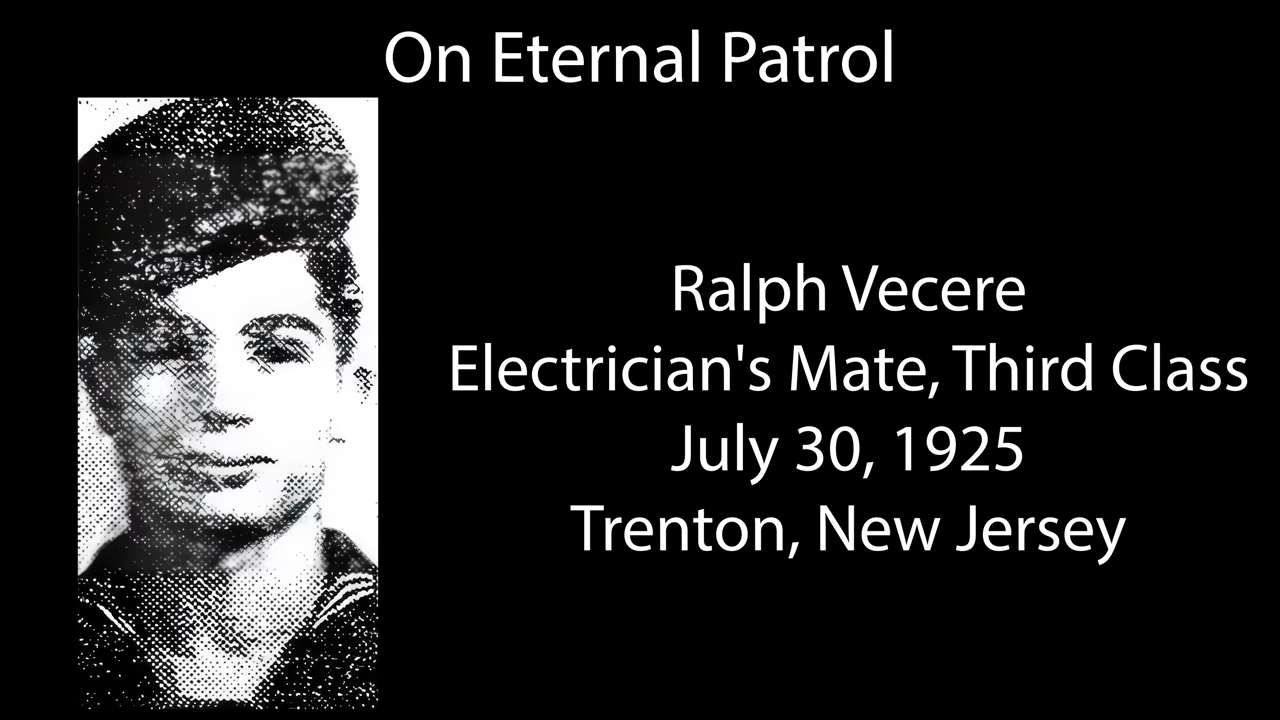 On Eternal Patrol
Ralph Vecere
Electrician's Mate, Third Class
July 30, 1925
Trenton, New Jersey